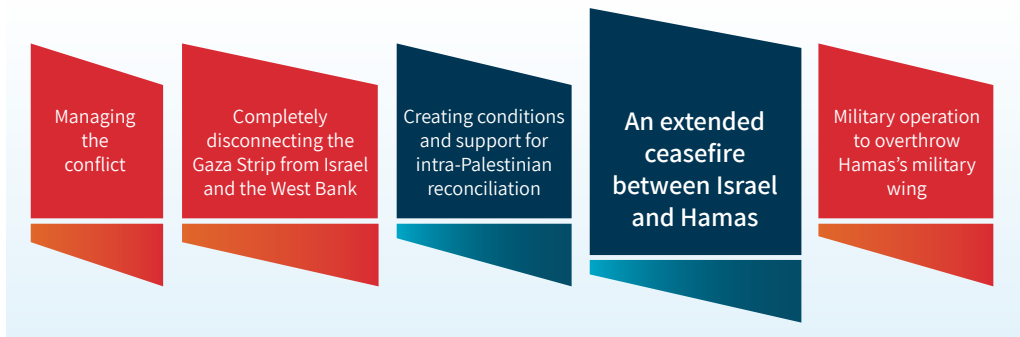 Managing
the
conflict
Completely
disconnecting the
Gaza Strip from Israel
and the West Bank
Creating conditions
and support for
intra-Palestinian
reconciliation
An extended
ceasefire
between Israel
and Hamas
Military operation
to overthrow
Hamas's military
wing